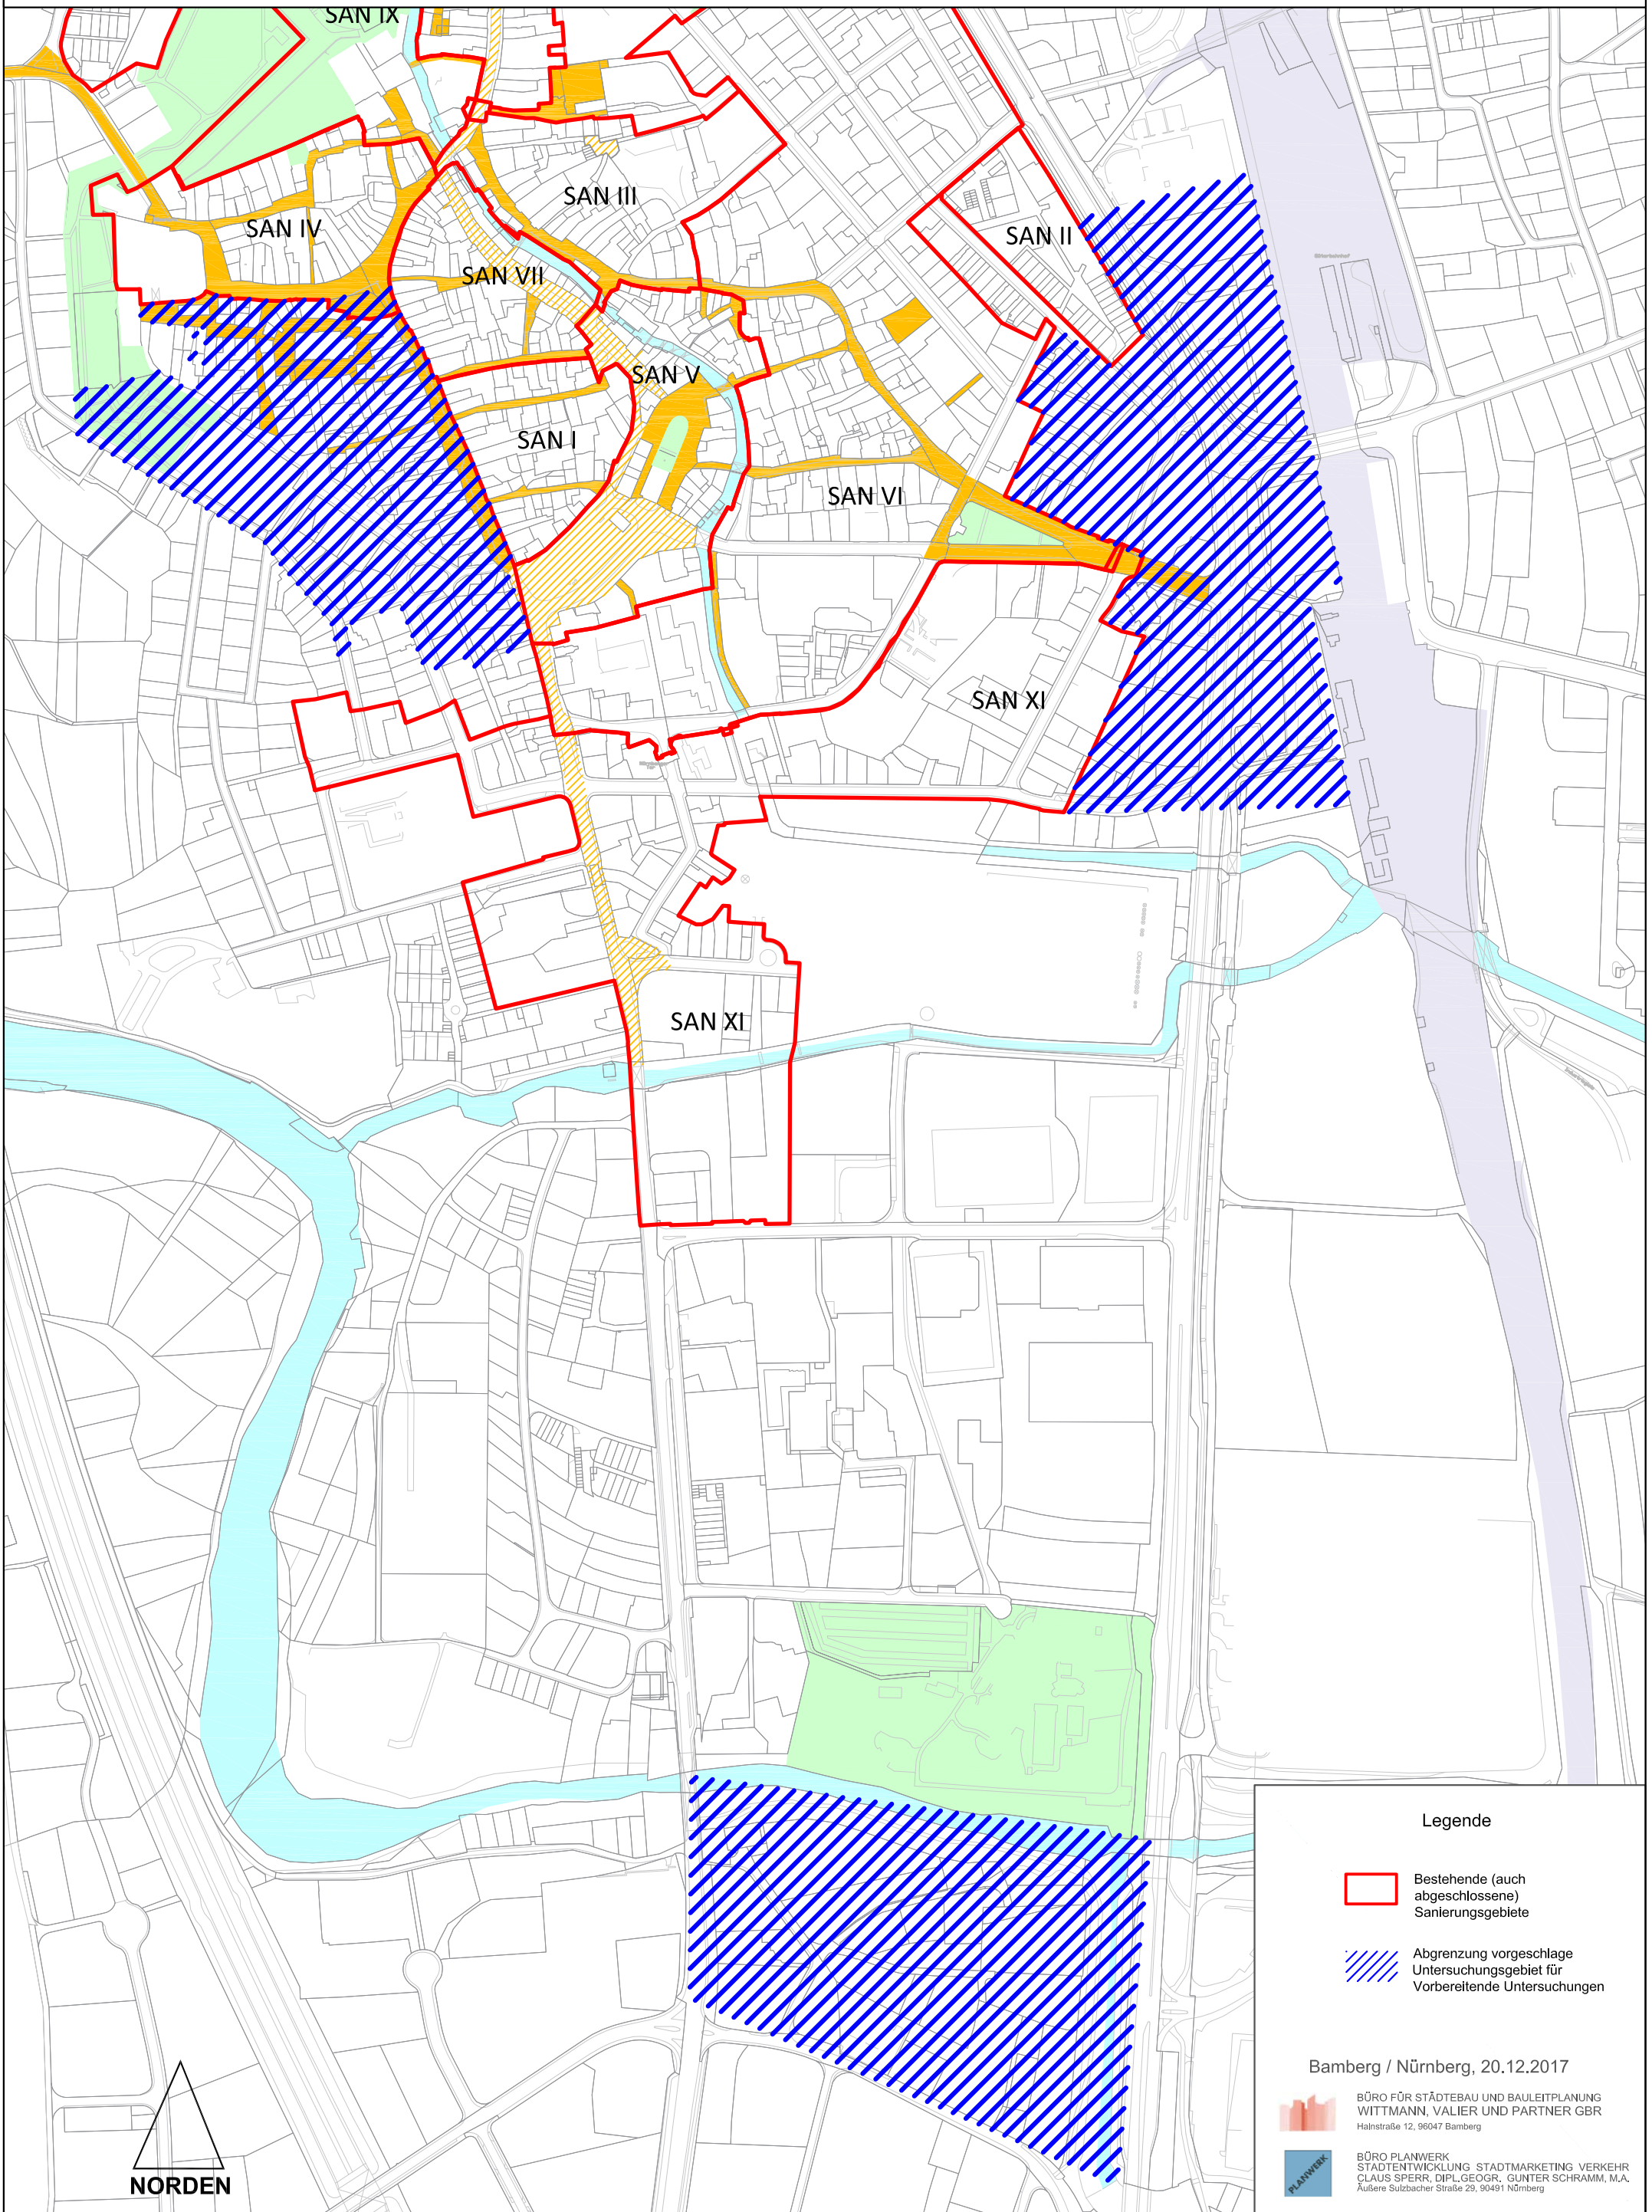 SAN IX
SAN III
SAN IV
SAN II
SAN VII
Güterbahnhof
SAN V
SAN I
SAN VI
SAN XI
SAN XI
Legende
Bestehende (auch
abgeschlossene)
Sanierungsgebiete
Abgrenzung vorgeschlage
Untersuchungsgebiet für
Vorbereitende Untersuchungen
Bamberg / Nürnberg, 20.12.2017
BÜRO FÜR STÄDTEBAU UND BAULEITPLANUNG
WITTMANN, VALIER UND PARTNER GBR
Hainstraße 12, 96047 Bamberg
PLANWERK
BÜRO PLANWERK
STADTENTWICKLUNG STADTMARKETING VERKEHR
CLAUS SPERR, DIPL.GEOGR. GUNTER SCHRAMM, M.A.
Äußere Sulzbacher Straße 29, 90491 Nürnberg
NORDEN